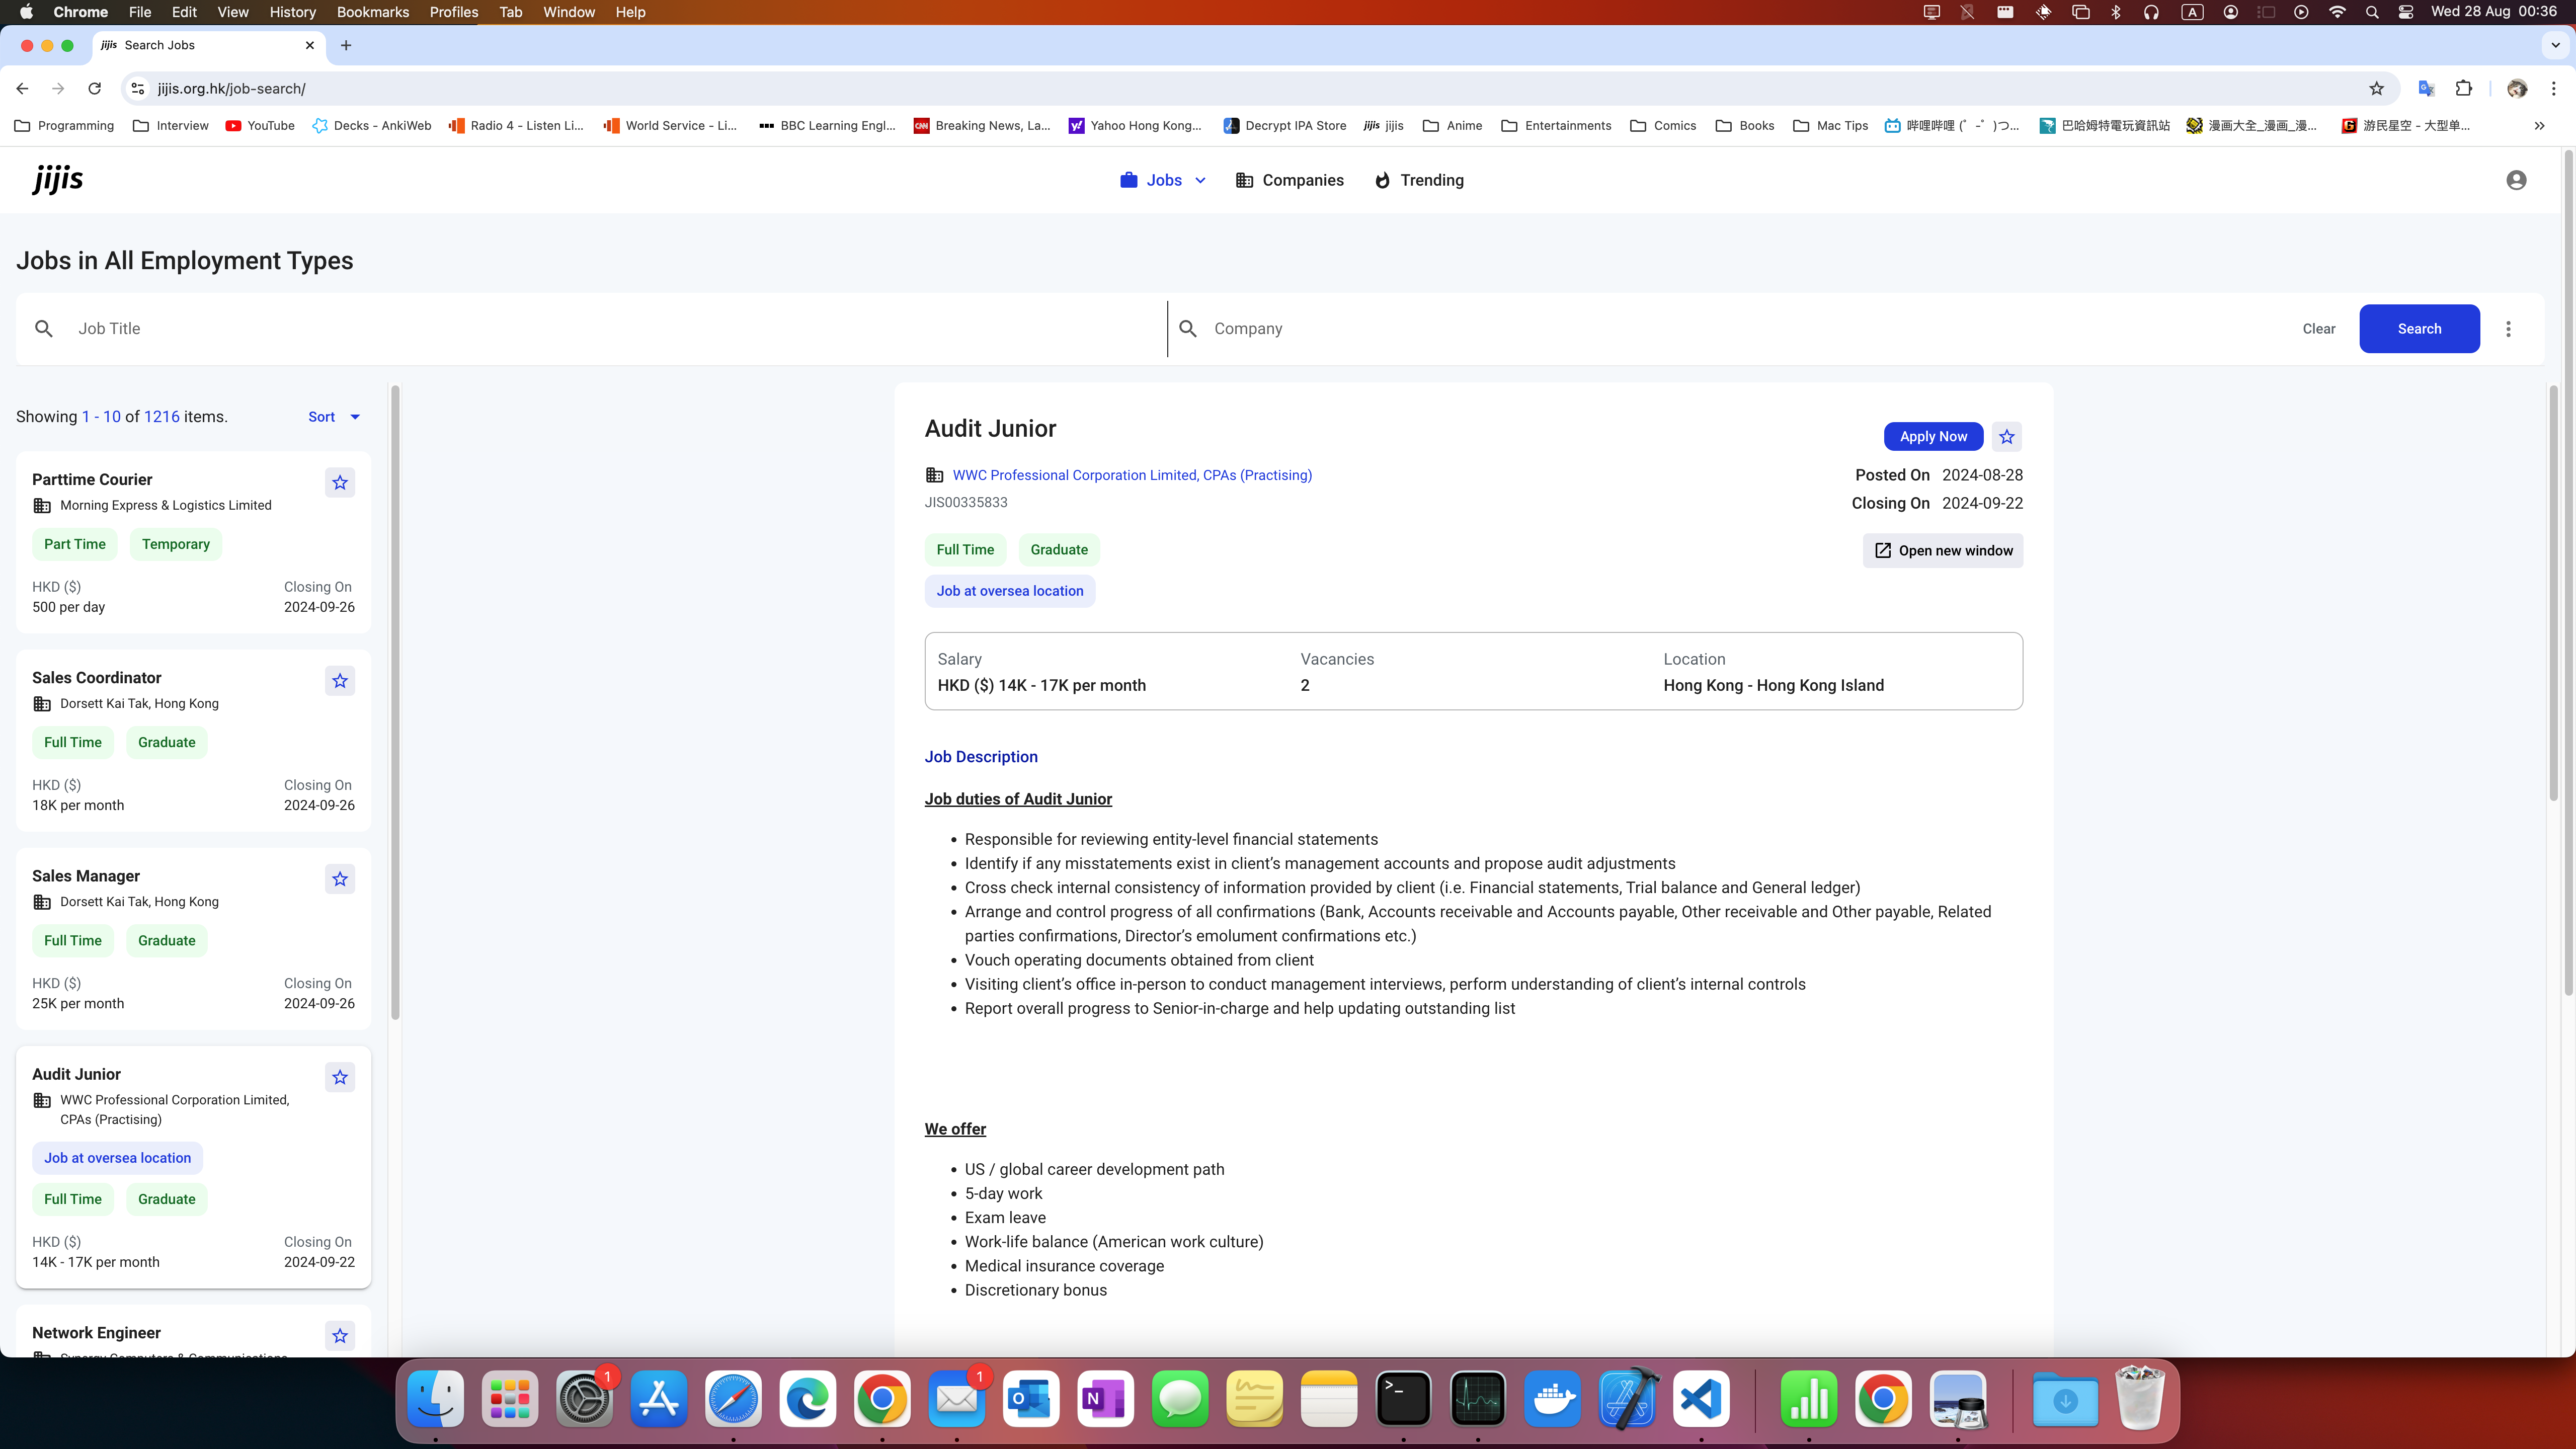 Chrome File Edit View History Bookmarks Profiles Tab Window Help
A Wed 28 Aug 00:36
jijis Search Jobs
jijis.org.hk/job-search/
Programming Interview YouTube Decks - AnkiWeb Radio 4 - Listen Li... World Service - Li... BBC Learning Engl... CNN Breaking News, La... y! Yahoo Hong Kong... Decrypt IPA Store jijis jijis Anime Entertainments Comics Books Mac Tips 哔哩哔哩 (゜-゜)つ... 巴哈姆特電玩資訊站 漫画大全_漫画_漫... G 游民星空 - 大型单... »
jijis
Jobs Companies Trending
Jobs in All Employment Types
Job Title
Company
Clear Search
Showing 1 - 10 of 1216 items. Sort
Parttime Courier
Morning Express & Logistics Limited
Part Time Temporary
HKD ($) Closing On
500 per day 2024-09-26
Sales Coordinator
Dorsett Kai Tak, Hong Kong
Full Time Graduate
HKD ($) Closing On
18K per month 2024-09-26
Sales Manager
Dorsett Kai Tak, Hong Kong
Full Time Graduate
HKD ($) Closing On
25K per month 2024-09-26
Audit Junior
WWC Professional Corporation Limited,
CPAs (Practising)
Job at oversea location
Full Time Graduate
HKD ($) Closing On
14K - 17K per month 2024-09-22
Network Engineer
Audit Junior
Apply Now
WWC Professional Corporation Limited, CPAs (Practising)
Posted On 2024-08-28
JIS00335833
Closing On 2024-09-22
Full Time Graduate
Open new window
Job at oversea location
Salary Vacancies Location
HKD ($) 14K - 17K per month 2 Hong Kong - Hong Kong Island
Job Description
Job duties of Audit Junior
• Responsible for reviewing entity-level financial statements
• Identify if any misstatements exist in client's management accounts and propose audit adjustments
• Cross check internal consistency of information provided by client (i.e. Financial statements, Trial balance and General ledger)
• Arrange and control progress of all confirmations (Bank, Accounts receivable and Accounts payable, Other receivable and Other payable, Related
parties confirmations, Director's emolument confirmations etc.)
• Vouch operating documents obtained from client
• Visiting client's office in-person to conduct management interviews, perform understanding of client's internal controls
• Report overall progress to Senior-in-charge and help updating outstanding list
We offer
• US / global career development path
• 5-day work
• Exam leave
• Work-life balance (American work culture)
• Medical insurance coverage
• Discretionary bonus
1 1